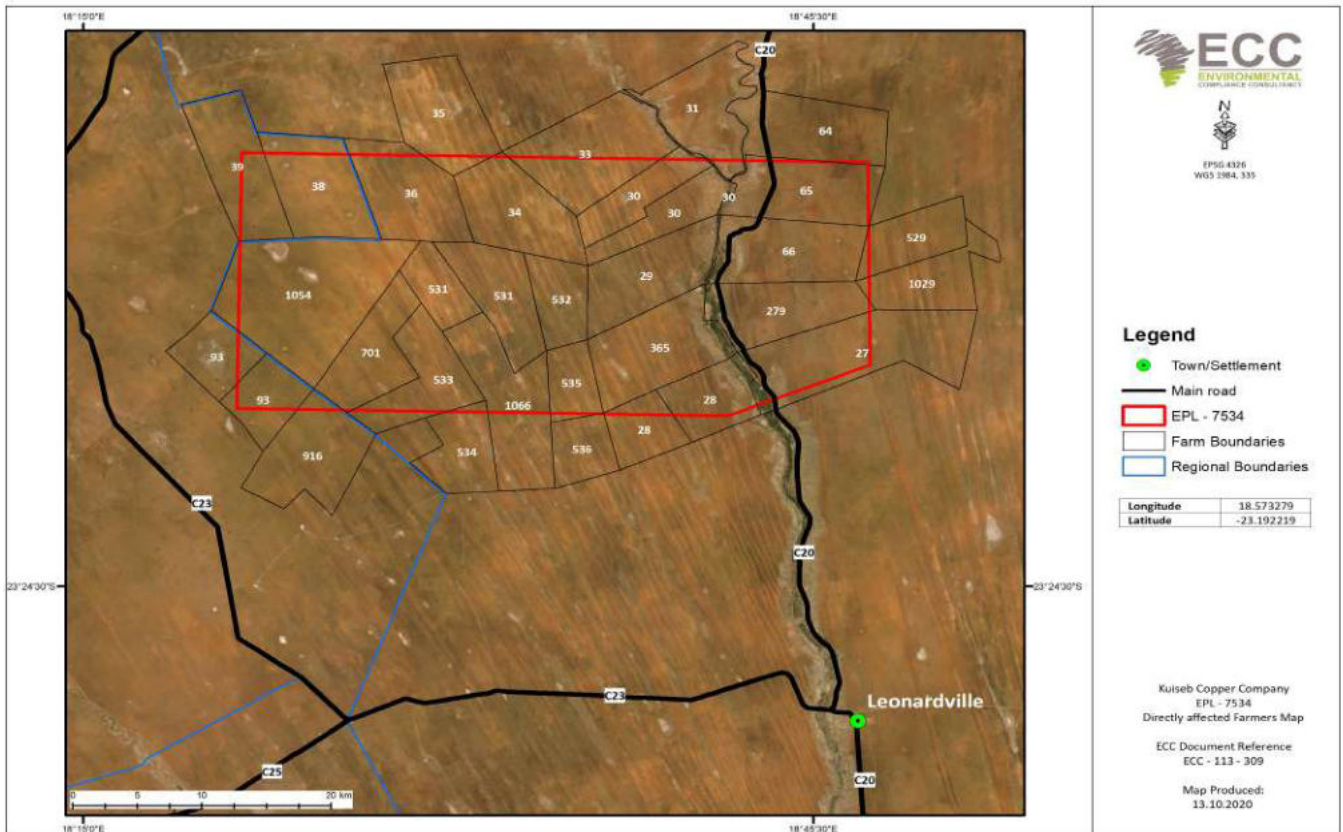 18°15'0"E
18°45'30"E
C20
35
31
64
33
39
38
36
30
65
34
30
30
529
66
29
1054
531
531
532
1029
279
365
27
93
701
533
535
93
1066
28
28
916
534
536
C23
C20
23°24'30"S
23°24'30"S
C23
Leonardville
C25
C20
0 5 10 20 km
18°15'0"E
18°45'30"E
ECC
ENVIRONMENTAL
COMPLIANCE CONSULTANCY
N
EPSG 4326
WGS 1984, 33S
Legend
Town/Settlement
Main road
EPL - 7534
Farm Boundaries
Regional Boundaries
Longitude 18.573279
Latitude -23.192219
Kuiseb Copper Company
EPL - 7534
Directly affected Farmers Map
ECC Document Reference
ECC - 113 - 309
Map Produced:
13.10.2020